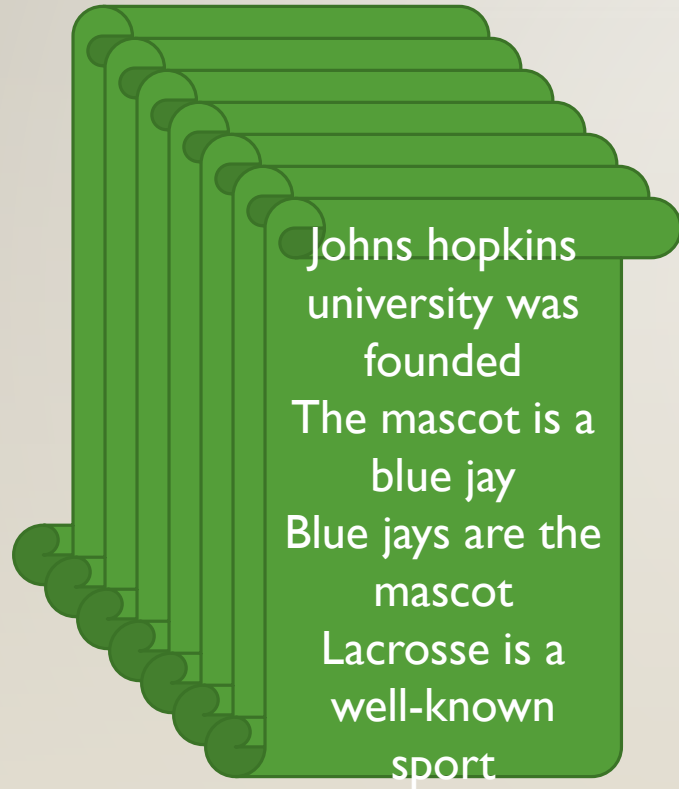 Johns hopkins
university was
founded
The mascot is a
blue jay
Blue jays are the
mascot
Lacrosse is a
well-known
sport